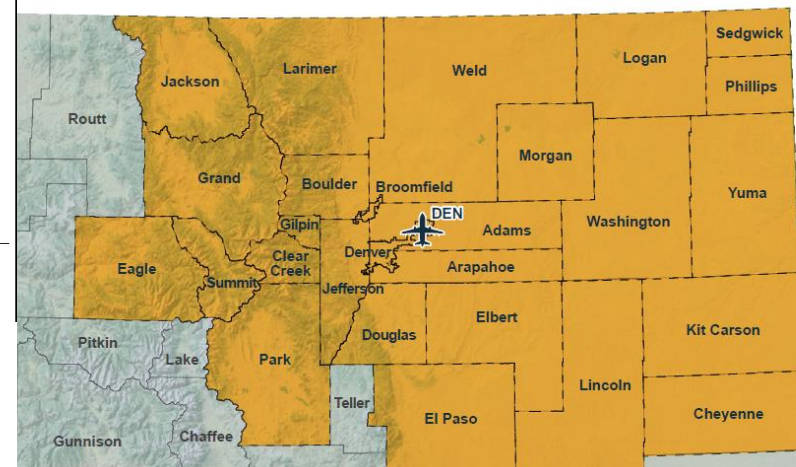 Sedgwick
Logan
Larimer
Weld
Jackson
Phillips
Routt
Morgan
Grand
Boulder
Broomfield
Yuma
DEN
Gilpin
Washington
Adams
Denver
Clear
Creek
Eagle
Arapahoe
Summit
Jefferson
Elbert
Kit Carson
Douglas
Pitkin
Lake
Park
Lincoln
Teller
Cheyenne
El Paso
Chaffee
Gunnison